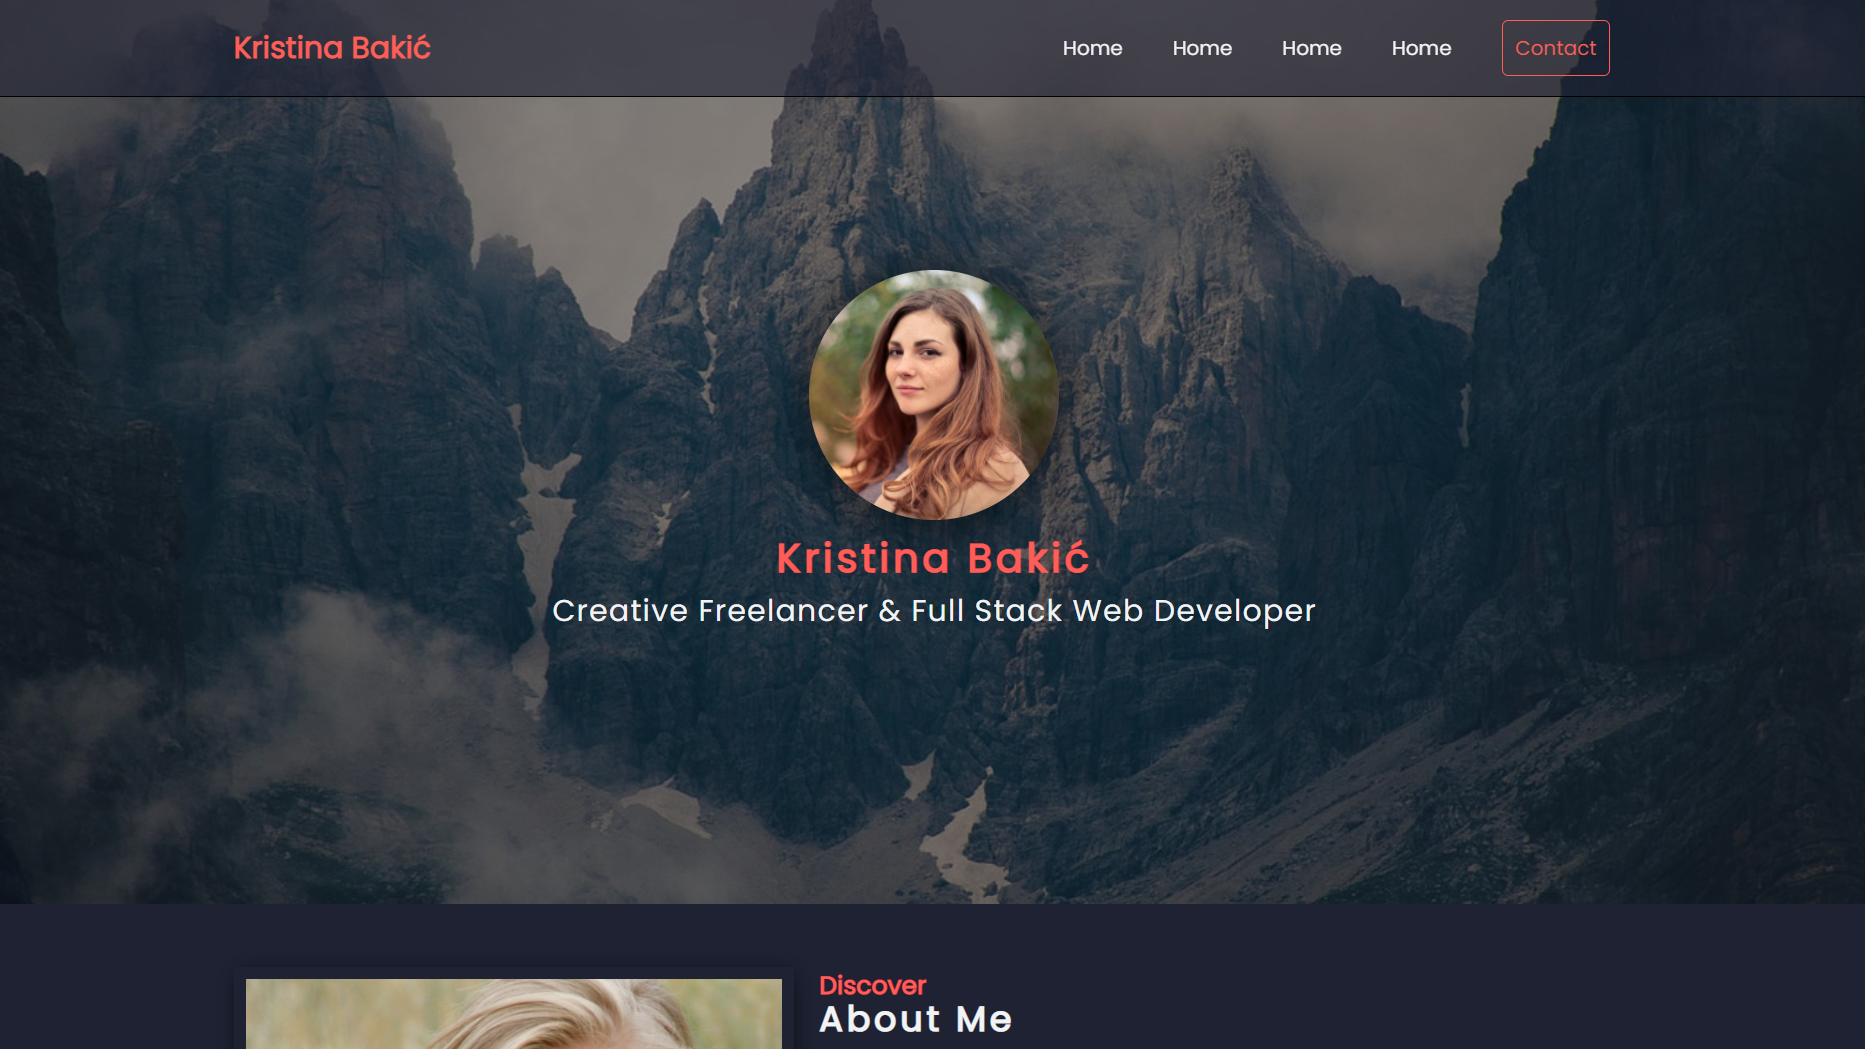 Kristina Bakić
Home Home Home Home Contact
Kristina Bakić
Creative Freelancer & Full Stack Web Developer
Discover
About Me